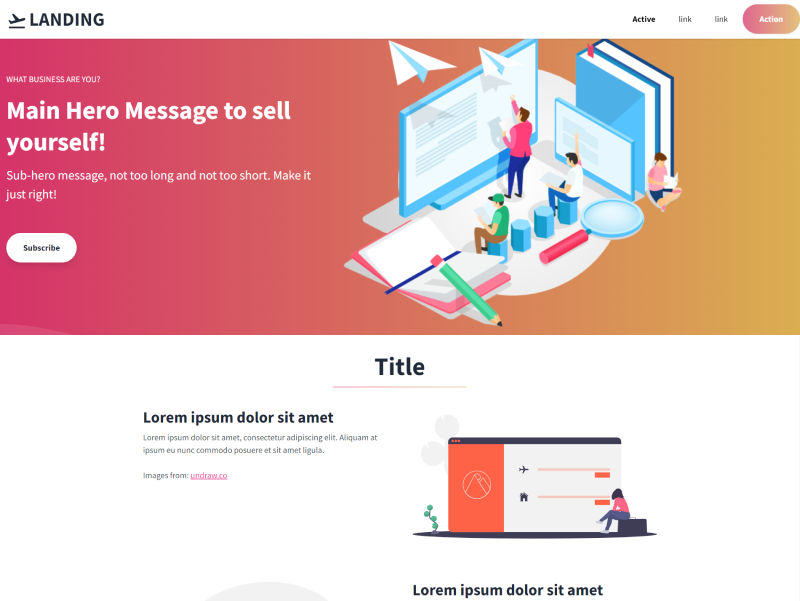 LANDING
Active
link
link
Action
WHAT BUSINESS ARE YOU?
Main Hero Message to sell
yourself!
Sub-hero message, not too long and not too short. Make it
just right!
Subscribe
Title
Lorem ipsum dolor sit amet
Lorem ipsum dolor sit amet, consectetur adipiscing elit. Aliquam at
ipsum eu nunc commodo posuere et sit amet ligula.
Images from: undraw.co
Lorem ipsum dolor sit amet